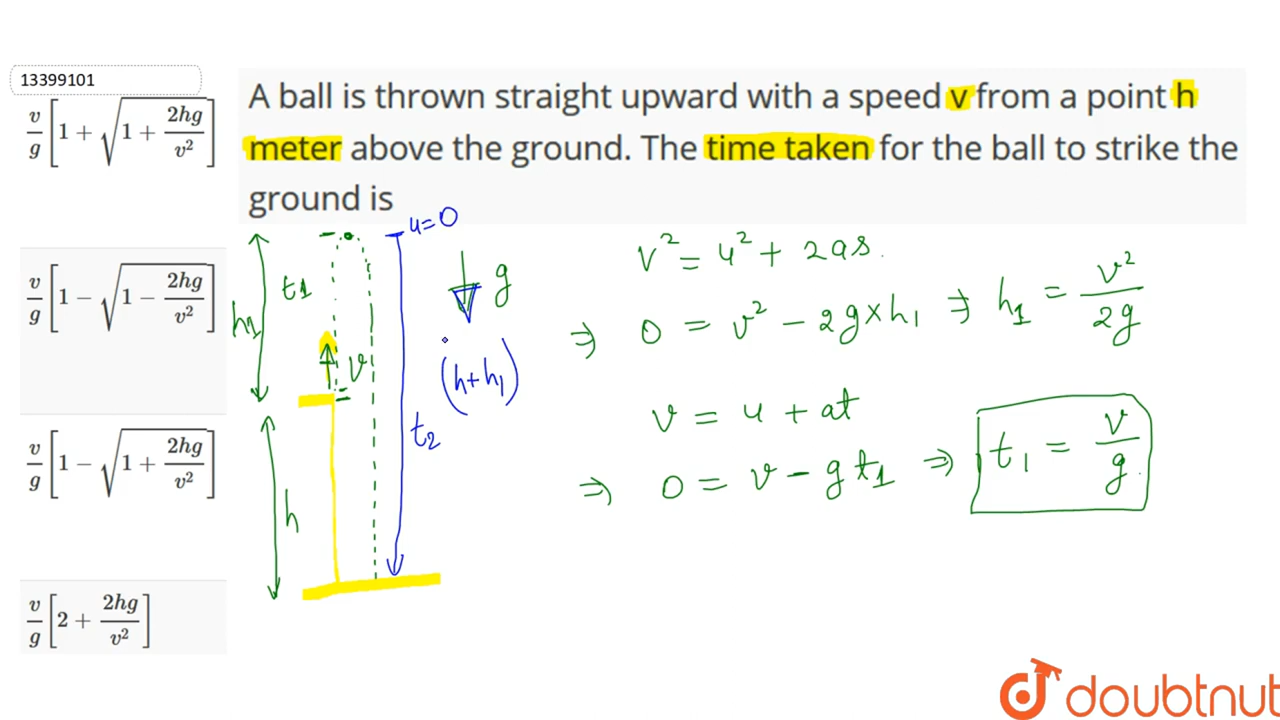 13399101
A ball is thrown straight upward with a speed v from a point h
meter above the ground. The time taken for the ball to strike the
ground is
v/g [1 + √(1 + 2hg/v²)]
v/g [1 − √(1 − 2hg/v²)]
v/g [1 − √(1 + 2hg/v²)]
v/g [2 + 2hg/v²]
u=0
t1
h1
v
g
(h+h1)
t2
h
v² = u² + 2as.
⇒ 0 = v² − 2g×h1 ⇒ h1 = v²/2g
v = u + at
⇒ 0 = v − gt1 ⇒ t1 = v/g
doubtnut